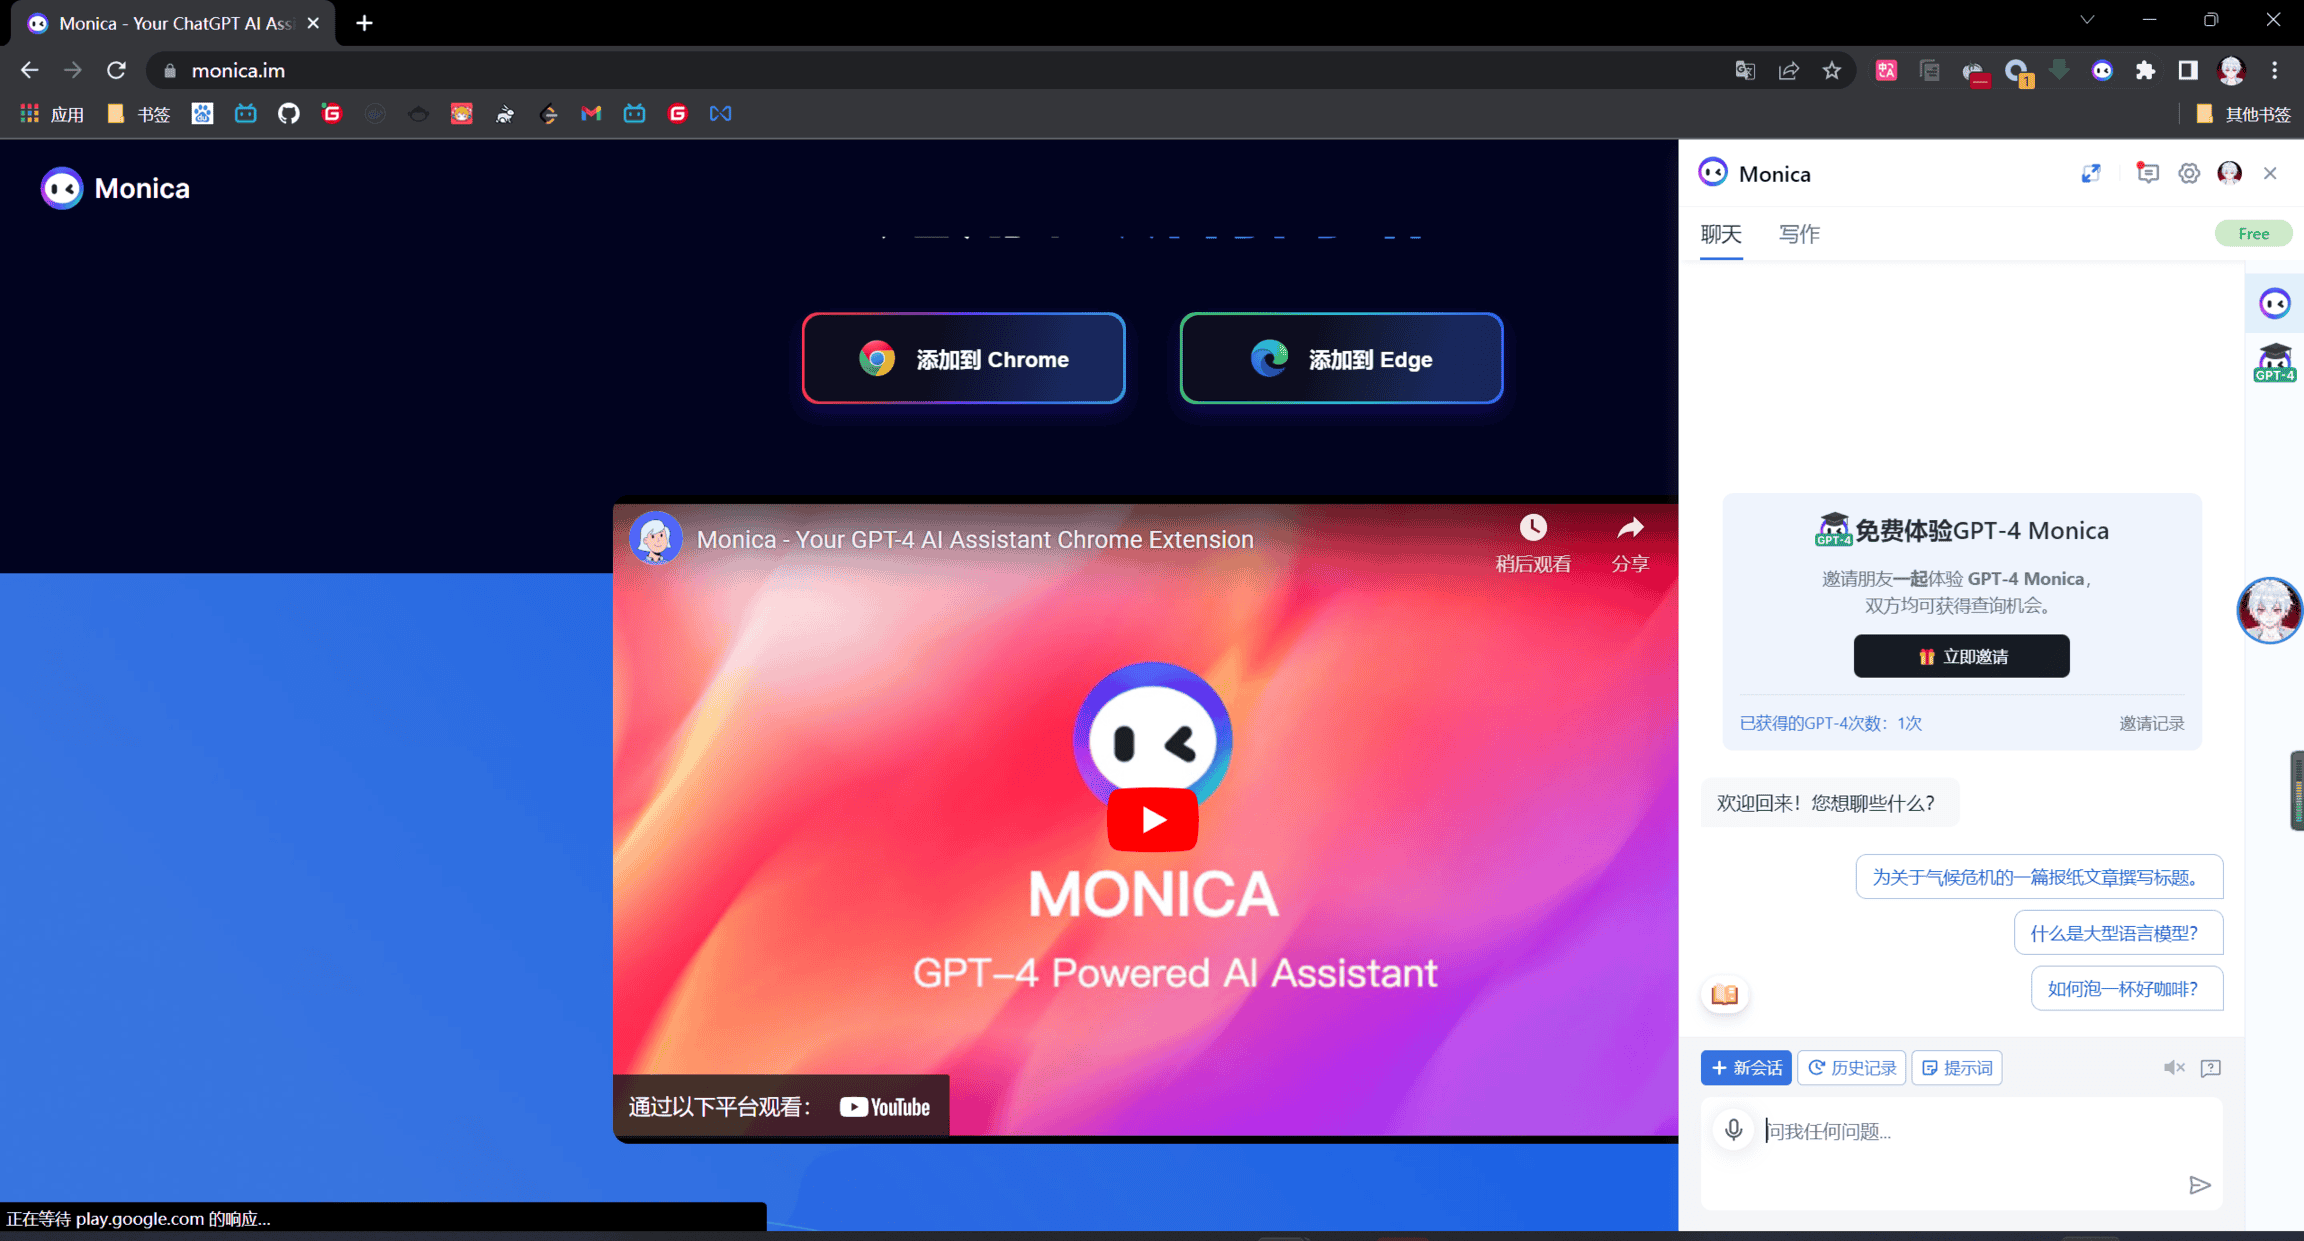 Monica - Your ChatGPT AI Ass
monica.im
应用
书签
其他书签
Monica
添加到 Chrome
添加到 Edge
Monica - Your GPT-4 AI Assistant Chrome Extension
稍后观看
分享
MONICA
GPT-4 Powered AI Assistant
通过以下平台观看：
YouTube
正在等待 play.google.com 的响应...
Monica
聊天
写作
Free
GPT-4
GPT-4
免费体验GPT-4 Monica
邀请朋友一起体验 GPT-4 Monica，
双方均可获得查询机会。
立即邀请
已获得的GPT-4次数：1次
邀请记录
欢迎回来！您想聊些什么？
为关于气候危机的一篇报纸文章撰写标题。
什么是大型语言模型？
如何泡一杯好咖啡？
新会话
历史记录
提示词
问我任何问题...